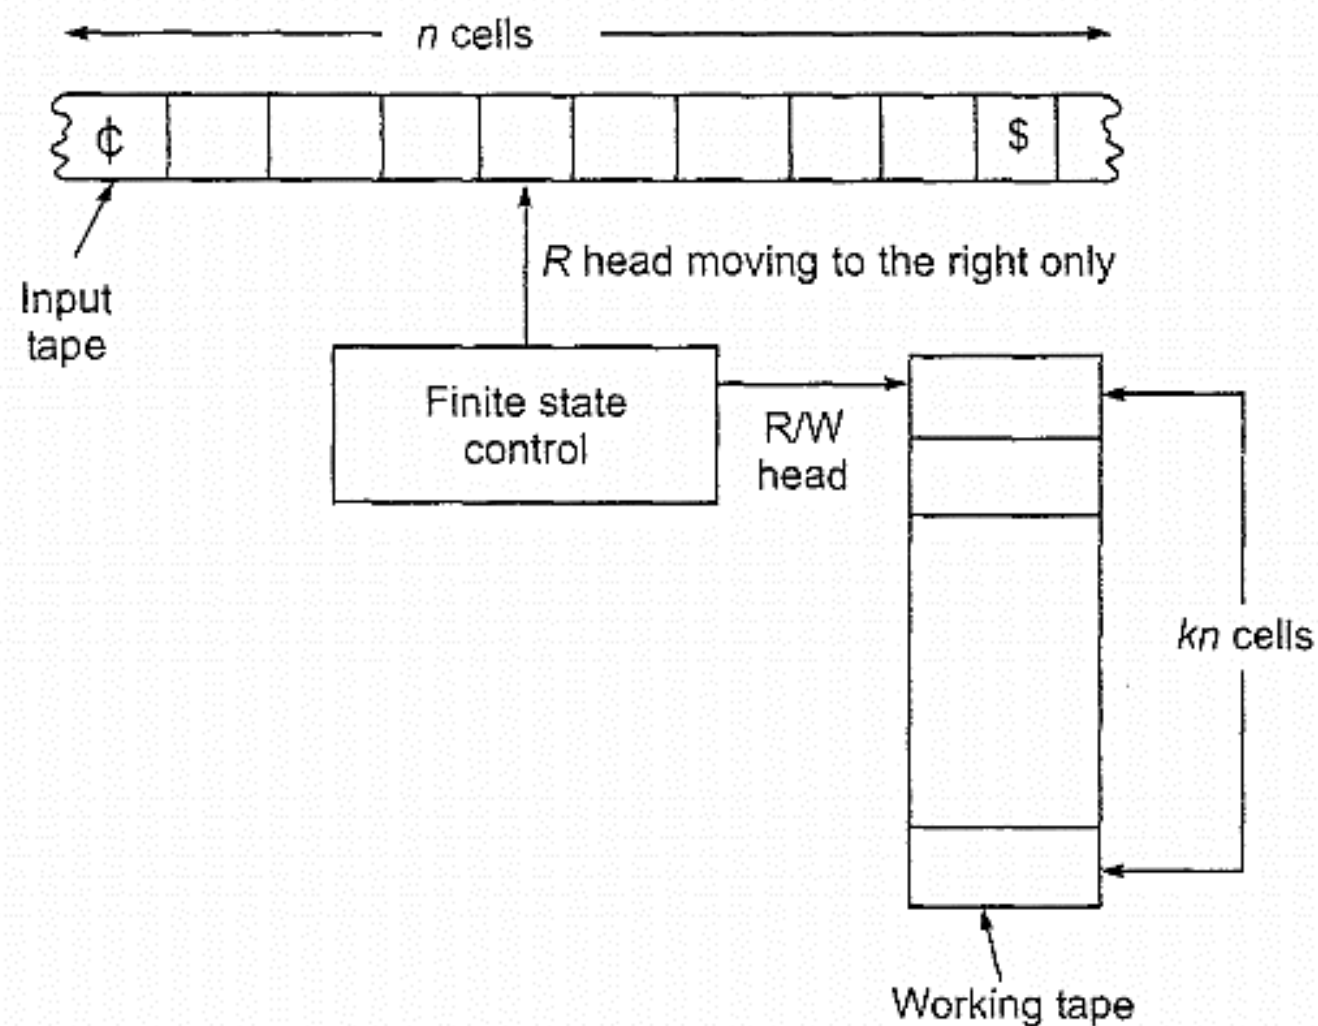 n cells
¢
$
R head moving to the right only
Input
tape
Finite state
control
R/W
head
kn cells
Working tape